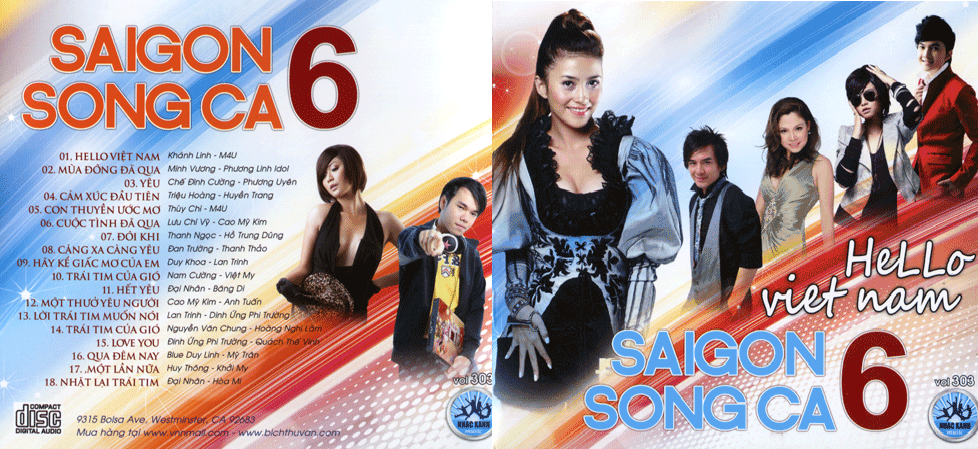 SAIGON
SONG CA 6
01. HELLO VIỆT NAM Khánh Linh - M4U
02. MÙA ĐÔNG ĐÃ QUA Minh Vương - Phương Linh Idol
03. YÊU Chế Đình Cường - Phương Uyên
04. CẢM XÚC ĐẦU TIÊN Triệu Hoàng - Huyền Trang
05. CON THUYỀN ƯỚC MƠ Thùy Chi - M4U
06. CUỘC TÌNH ĐÃ QUA Lưu Chí Vỹ - Cao Mỹ Kim
07. ĐÔI KHI Thanh Ngọc - Hồ Trung Dũng
08. CÀNG XA CÀNG YÊU Đan Trường - Thanh Thảo
09. HÃY KỂ GIẤC MƠ CỦA EM Duy Khoa - Lan Trinh
10. TRÁI TIM CỦA GIÓ Nam Cường - Việt My
11. HẾT YÊU Đại Nhân - Băng Di
12. MỘT THUỞ YÊU NGƯỜI Cao Mỹ Kim - Anh Tuấn
13. LỜI TRÁI TIM MUỐN NÓI Lan Trinh - Dinh Ứng Phi Trường
14. TRÁI TIM CỦA GIÓ Nguyễn Văn Chung - Hoàng Nghi Lâm
15. LOVE YOU Đinh Ứng Phi Trường - Quách Thế Vinh
16. QUA ĐÊM NAY Blue Duy Linh - Mỹ Trân
17. .MỘT LẦN NỮA Huy Thông - Khởi My
18. NHẶT LẠI TRÁI TIM Đại Nhân - Hòa Mi
vol 303
COMPACT
disc
DIGITAL AUDIO
9315 Bolsa Ave, Westminster, CA 92683
Mua hàng tại www.vnnmall.com - www.bichthuvan.com
NHẠC XANH
HeLLo
viet nam
SAIGON
SONG CA 6
vol 303
NHẠC XANH